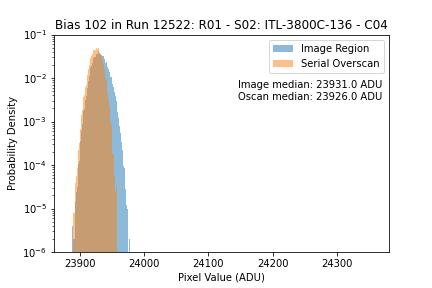 Bias 102 in Run 12522: R01 - S02: ITL-3800C-136 - C04
Image Region
Serial Overscan
Image median: 23931.0 ADU
Oscan median: 23926.0 ADU
Probability Density
10⁻¹
10⁻²
10⁻³
10⁻⁴
10⁻⁵
10⁻⁶
23900 24000 24100 24200 24300
Pixel Value (ADU)